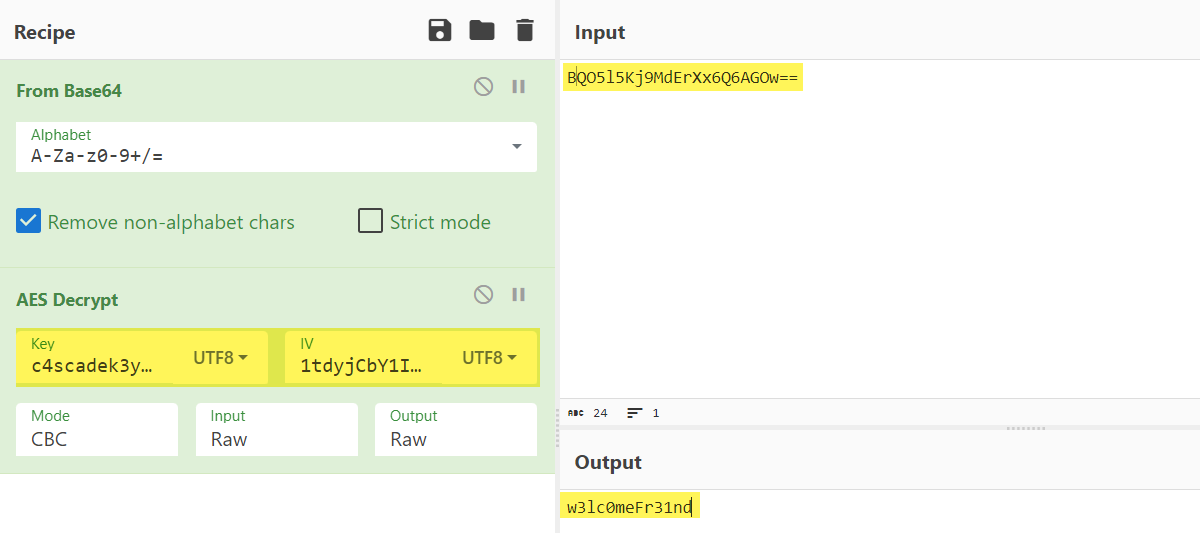 Recipe
From Base64
Alphabet
A-Za-z0-9+/=
Remove non-alphabet chars
Strict mode
AES Decrypt
Key
c4scadek3y…
UTF8
IV
1tdyjCbY1I…
UTF8
Mode
CBC
Input
Raw
Output
Raw
Input
BQO5l5Kj9MdErXx6Q6AGOw==
ABC 24 1
Output
w3lc0meFr31nd